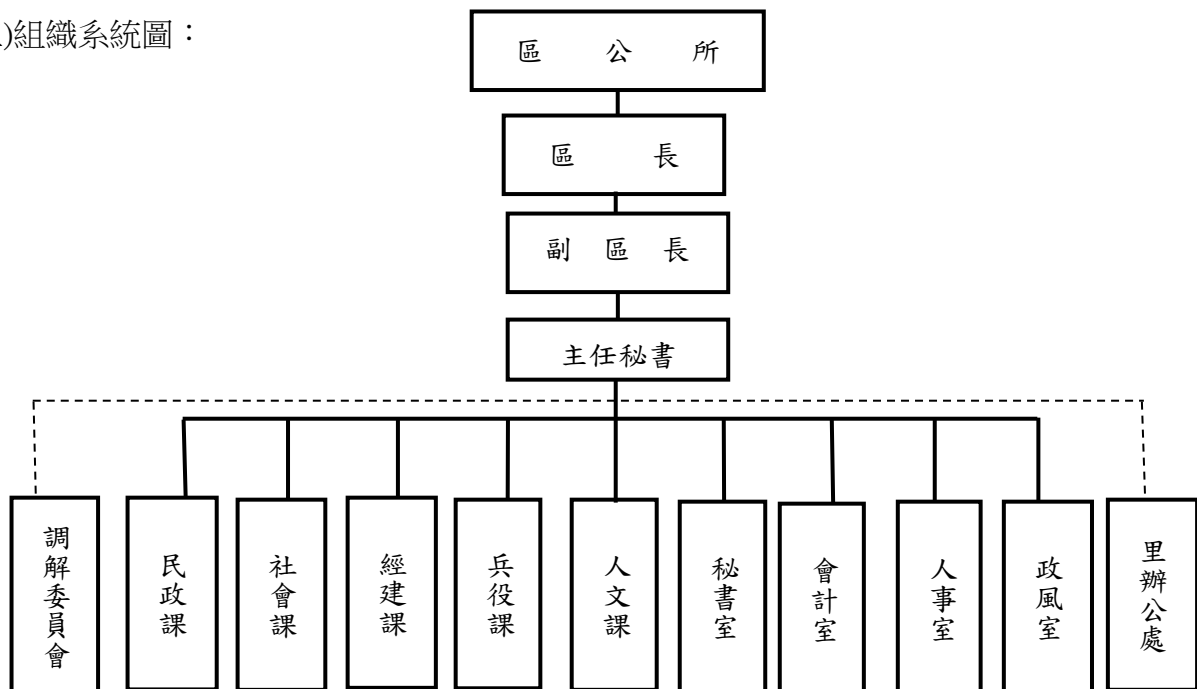 )組織系統圖：
區公所
區長
副區長
主任秘書
調解委員會
民政課
社會課
經建課
兵役課
人文課
秘書室
會計室
人事室
政風室
里辦公處